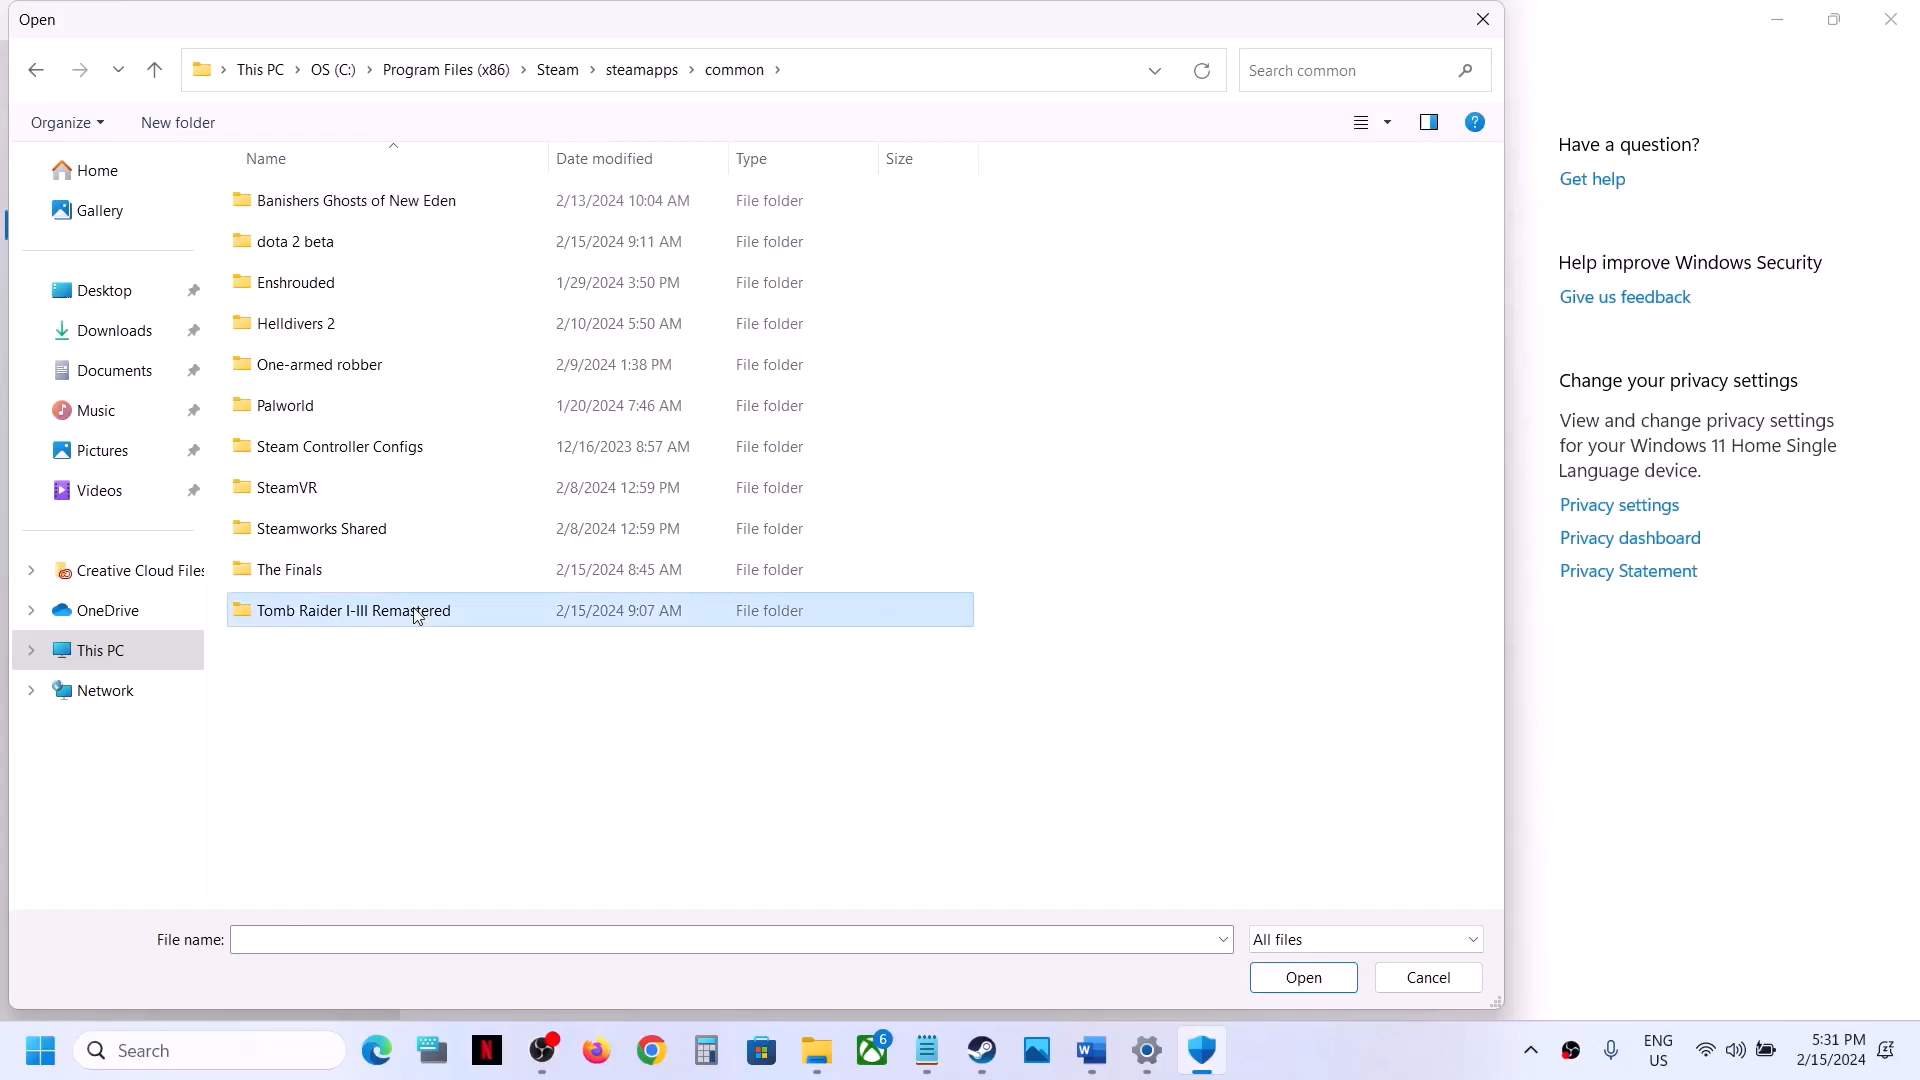 Open
This PC > OS (C:) > Program Files (x86) > Steam > steamapps > common >
Search common
Organize
New folder
Name
Date modified
Type
Size
Home
Gallery
Desktop
Downloads
Documents
Music
Pictures
Videos
Creative Cloud Files
OneDrive
This PC
Network
Banishers Ghosts of New Eden 2/13/2024 10:04 AM File folder
dota 2 beta 2/15/2024 9:11 AM File folder
Enshrouded 1/29/2024 3:50 PM File folder
Helldivers 2 2/10/2024 5:50 AM File folder
One-armed robber 2/9/2024 1:38 PM File folder
Palworld 1/20/2024 7:46 AM File folder
Steam Controller Configs 12/16/2023 8:57 AM File folder
SteamVR 2/8/2024 12:59 PM File folder
Steamworks Shared 2/8/2024 12:59 PM File folder
The Finals 2/15/2024 8:45 AM File folder
Tomb Raider I-III Remastered 2/15/2024 9:07 AM File folder
File name:
All files
Open
Cancel
Have a question?
Get help
Help improve Windows Security
Give us feedback
Change your privacy settings
View and change privacy settings
for your Windows 11 Home Single
Language device.
Privacy settings
Privacy dashboard
Privacy Statement
Search
N
6
W
ENG
US
5:31 PM
2/15/2024